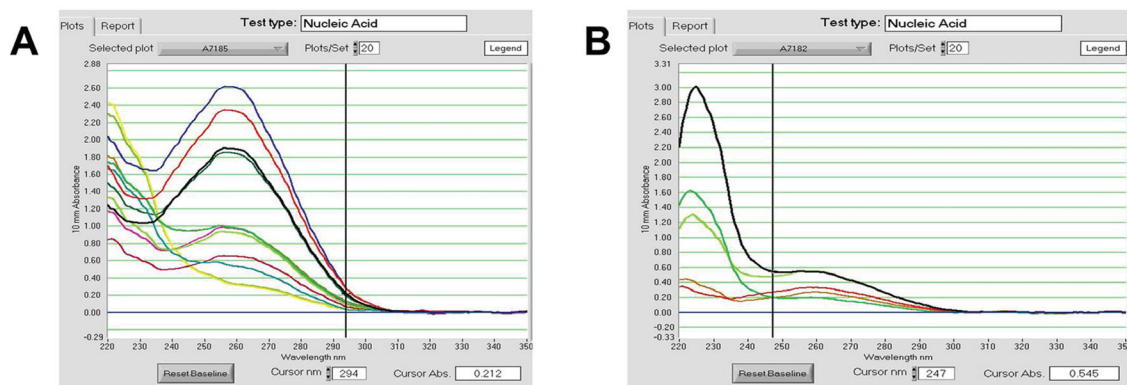 A
Plots Report Test type: Nucleic Acid
Selected plot A7185 Plots/Set 20 Legend
2.88
2.60
2.40
2.20
2.00
1.80
1.60
1.40
1.20
1.00
0.80
0.60
0.40
0.20
0.00
-0.29
10 mm Absorbance
220 230 240 250 260 270 280 290 300 310 320 330 340 350
Wavelength nm
Reset Baseline Cursor nm 294 Cursor Abs. 0.212
B
Plots Report Test type: Nucleic Acid
Selected plot A7182 Plots/Set 20 Legend
3.31
3.00
2.80
2.60
2.40
2.20
2.00
1.80
1.60
1.40
1.20
1.00
0.80
0.60
0.40
0.20
0.00
-0.20
-0.33
10 mm Absorbance
220 230 240 250 260 270 280 290 300 310 320 330 340 35
Wavelength nm
Reset Baseline Cursor nm 247 Cursor Abs. 0.545